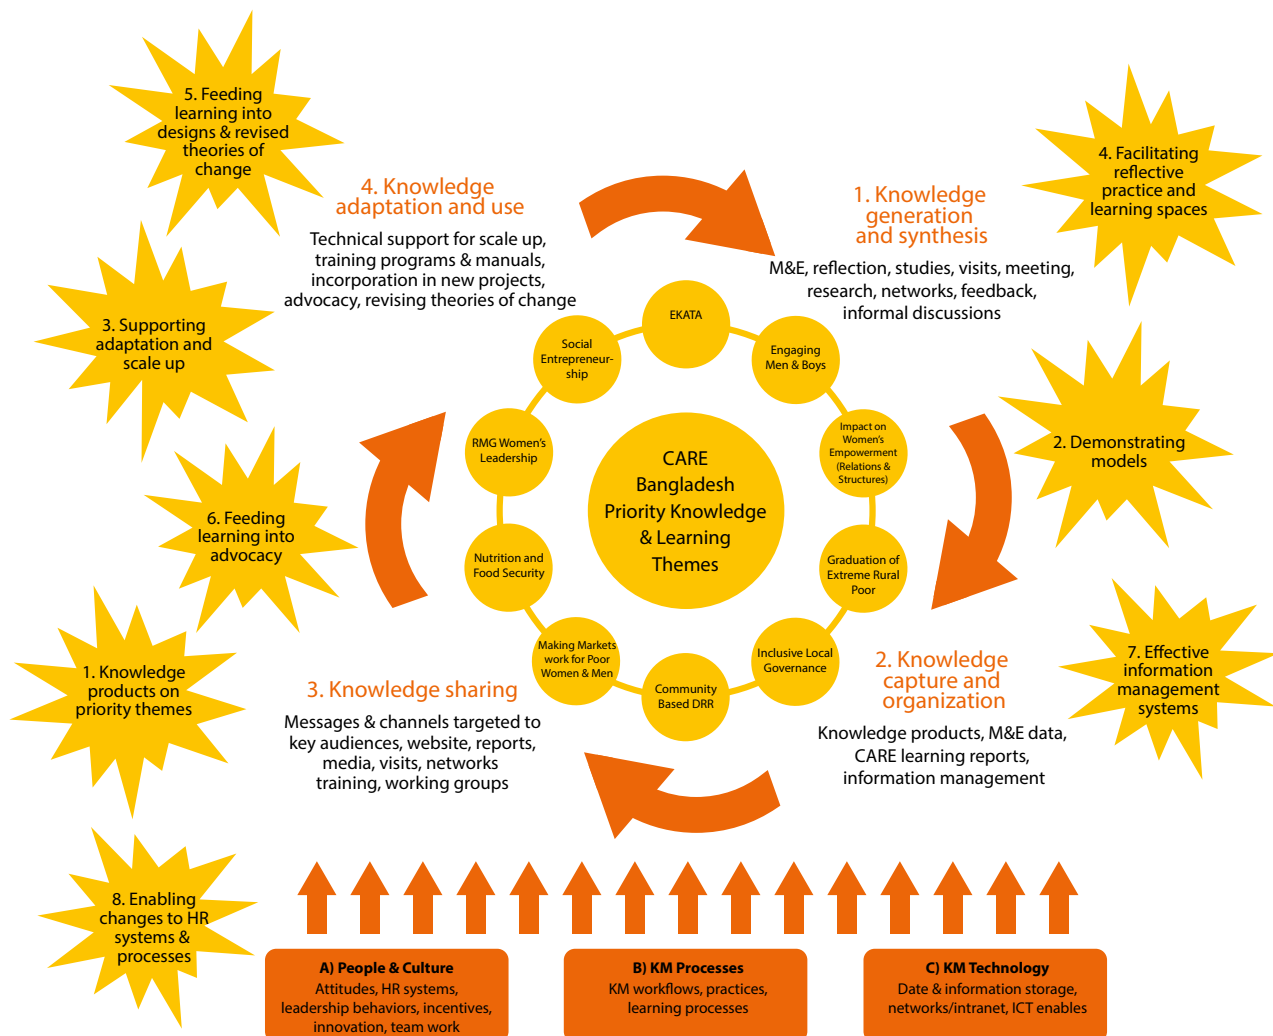 5. Feeding
learning into
designs & revised
theories of
change
4. Knowledge
adaptation and use
Technical support for scale up,
training programs & manuals,
incorporation in new projects,
advocacy, revising theories of change
1. Knowledge
generation
and synthesis
M&E, reflection, studies, visits, meeting,
research, networks, feedback,
informal discussions
4. Facilitating
reflective
practice and
learning spaces
3. Supporting
adaptation and
scale up
2. Demonstrating
models
6. Feeding
learning into
advocacy
EKATA
Engaging
Men & Boys
Impact on
Women's
Empowerment
(Relations &
Structures)
Graduation of
Extreme Rural
Poor
Inclusive Local
Governance
Community
Based DRR
Making Markets
work for Poor
Women & Men
Nutrition and
Food Security
RMG Women's
Leadership
Social
Entrepreneur-
ship
CARE
Bangladesh
Priority Knowledge
& Learning
Themes
1. Knowledge
products on
priority themes
3. Knowledge sharing
Messages & channels targeted to
key audiences, website, reports,
media, visits, networks
training, working groups
2. Knowledge
capture and
organization
Knowledge products, M&E data,
CARE learning reports,
information management
7. Effective
information
management
systems
8. Enabling
changes to HR
systems &
processes
A) People & Culture
Attitudes, HR systems,
leadership behaviors, incentives,
innovation, team work
B) KM Processes
KM workflows, practices,
learning processes
C) KM Technology
Date & information storage,
networks/intranet, ICT enables